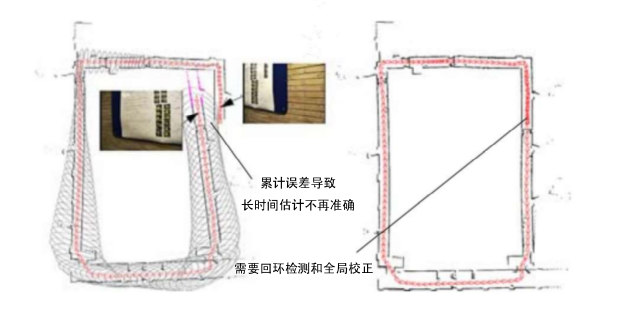 累计误差导致
长时间估计不再准确
需要回环检测和全局校正